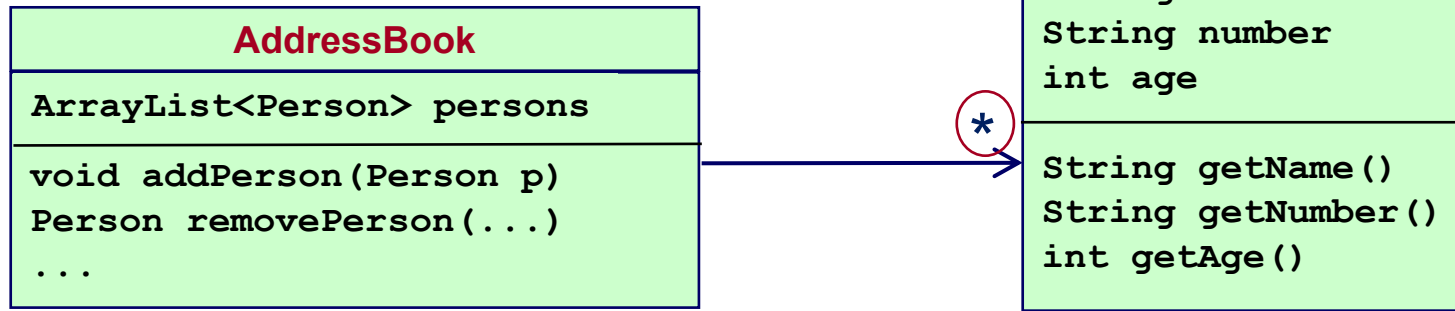 AddressBook
ArrayList<Person> persons
void addPerson(Person p)
Person removePerson(...)
...
*
String number
int age
String getName()
String getNumber()
int getAge()